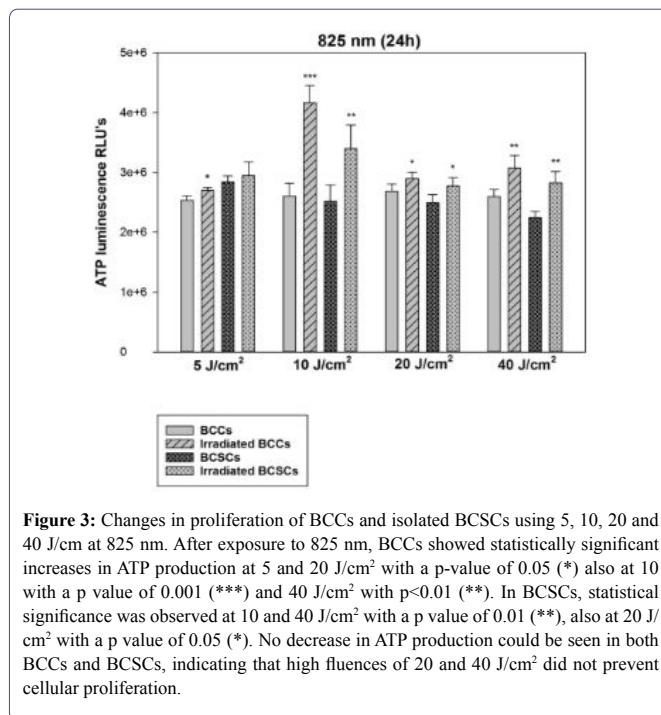 825 nm (24h)
5e+6
4e+6
3e+6
2e+6
1e+6
0
ATP luminescence RLU's
*
***
**
*
*
**
**
5 J/cm²
10 J/cm²
20 J/cm²
40 J/cm²
BCCs
Irradiated BCCs
BCSCs
Irradiated BCSCs
Figure 3: Changes in proliferation of BCCs and isolated BCSCs using 5, 10, 20 and
40 J/cm at 825 nm. After exposure to 825 nm, BCCs showed statistically significant
increases in ATP production at 5 and 20 J/cm² with a p-value of 0.05 (*) also at 10
with a p value of 0.001 (***) and 40 J/cm² with p<0.01 (**). In BCSCs, statistical
significance was observed at 10 and 40 J/cm² with a p value of 0.01 (**), also at 20 J/
cm² with a p value of 0.05 (*). No decrease in ATP production could be seen in both
BCCs and BCSCs, indicating that high fluences of 20 and 40 J/cm² did not prevent
cellular proliferation.